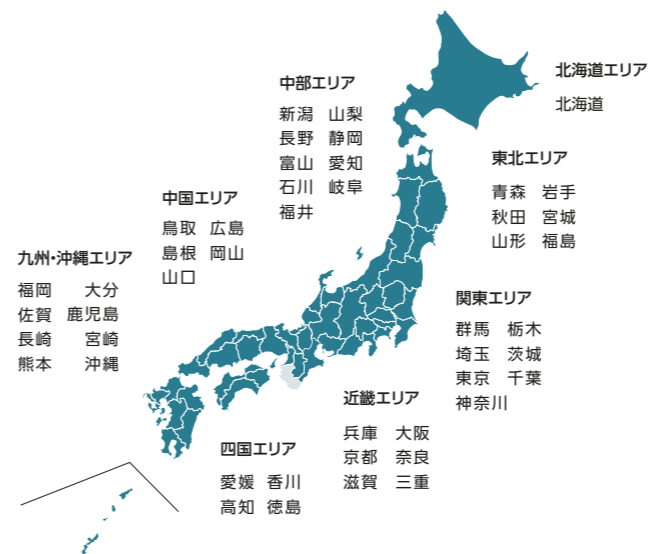 北海道エリア
北海道
中部エリア
新潟 山梨
長野 静岡
富山 愛知
石川 岐阜
福井
東北エリア
青森 岩手
秋田 宮城
山形 福島
中国エリア
鳥取 広島
島根 岡山
山口
九州・沖縄エリア
福岡 大分
佐賀 鹿児島
長崎 宮崎
熊本 沖縄
関東エリア
群馬 栃木
埼玉 茨城
東京 千葉
神奈川
近畿エリア
兵庫 大阪
京都 奈良
滋賀 三重
四国エリア
愛媛 香川
高知 徳島